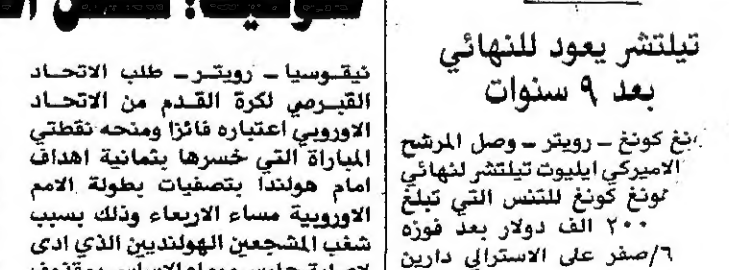 تيلتشر يعود للنهائي
بعد ٩ سنوات
نغ كونغ ـ رويتر ـ وصل المرشح
الاميركي ايليوت تيلتشر لنهائي
كونغ للتنس التي تبلغ
٢٠٠ الف دولار بعد فوزه
٦/صفر على الاسترالي دارين
نيقوسيا ـ رويتر ـ طلب الاتحاد
القبرصي لكرة القدم من الاتحاد
الاوروبي اعتباره فائزا ومنحه نقطتي
المباراة التي خسرها بثمانية اهداف
امام هولندا بتصفيات بطولة الامم
الاوروبية مساء الاربعاء وذلك بسبب
شغب المشجعين الهولنديين الذي ادى